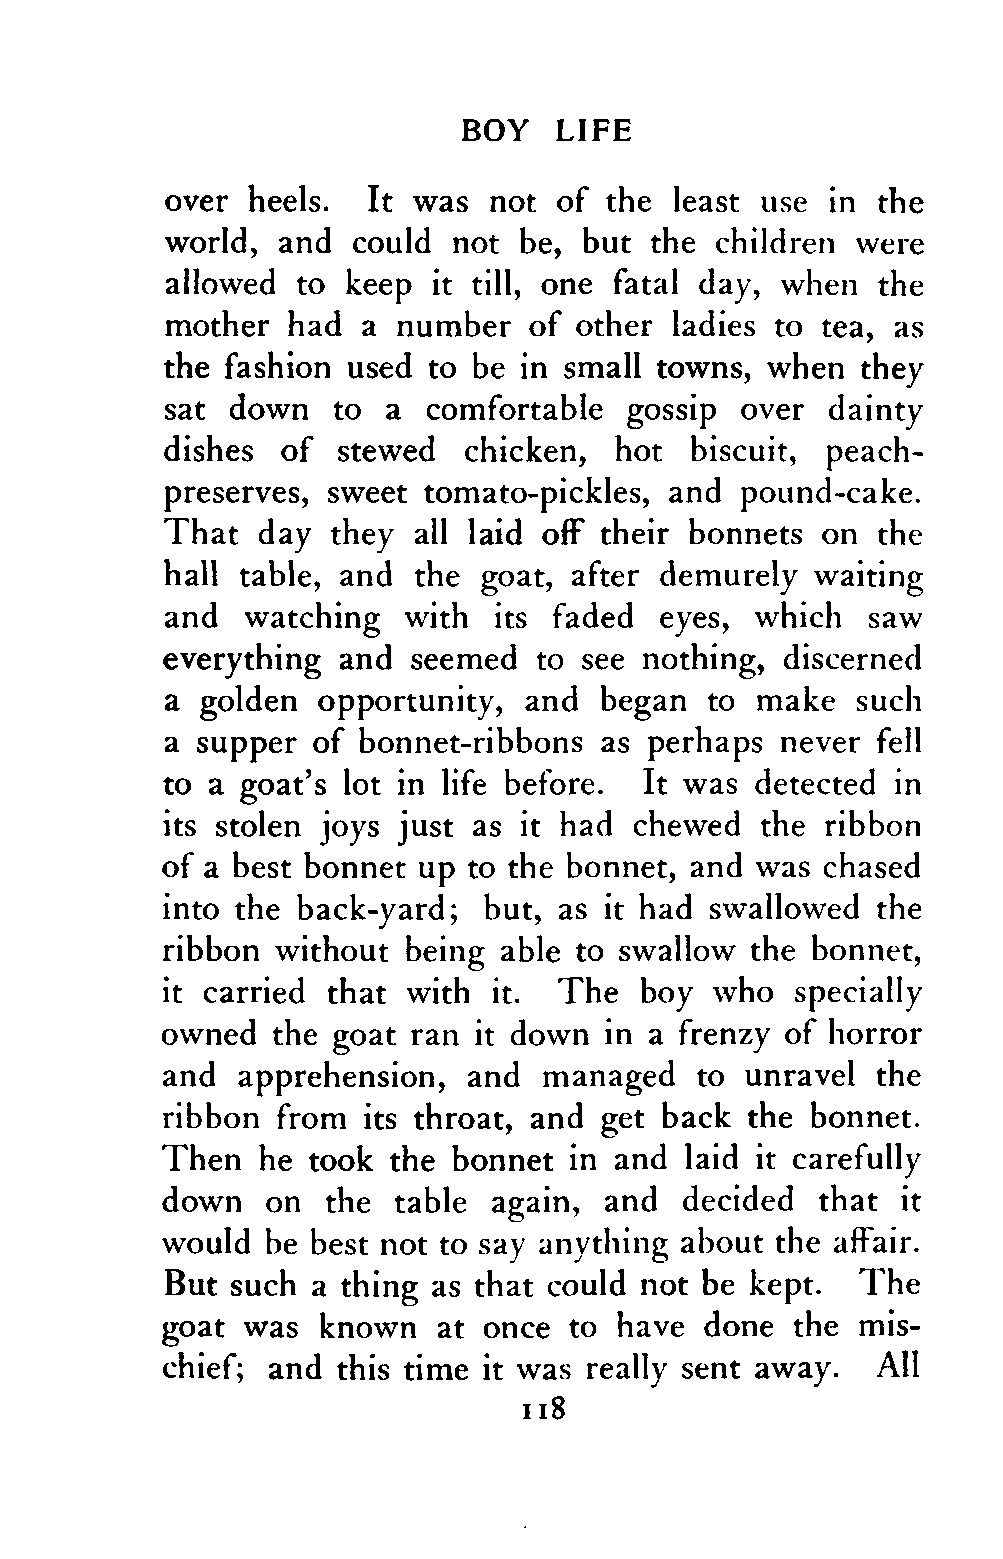 BOY LIFE
over heels. It was not of the least use in the
world, and could not be, but the children were
allowed to keep it till, one fatal day, when the
mother had a number of other ladies to tea, as
the fashion used to be in small towns, when they
sat down to a comfortable gossip over dainty
dishes of stewed chicken, hot biscuit, peach-
preserves, sweet tomato-pickles, and pound-cake.
That day they all laid off their bonnets on the
hall table, and the goat, after demurely waiting
and watching with its faded eyes, which saw
everything and seemed to see nothing, discerned
a golden opportunity, and began to make such
a supper of bonnet-ribbons as perhaps never fell
to a goat's lot in life before. It was detected in
its stolen joys just as it had chewed the ribbon
of a best bonnet up to the bonnet, and was chased
into the back-yard; but, as it had swallowed the
ribbon without being able to swallow the bonnet,
it carried that with it. The boy who specially
owned the goat ran it down in a frenzy of horror
and apprehension, and managed to unravel the
ribbon from its throat, and get back the bonnet.
Then he took the bonnet in and laid it carefully
down on the table again, and decided that it
would be best not to say anything about the affair.
But such a thing as that could not be kept. The
goat was known at once to have done the mis-
chief; and this time it was really sent away. All
118